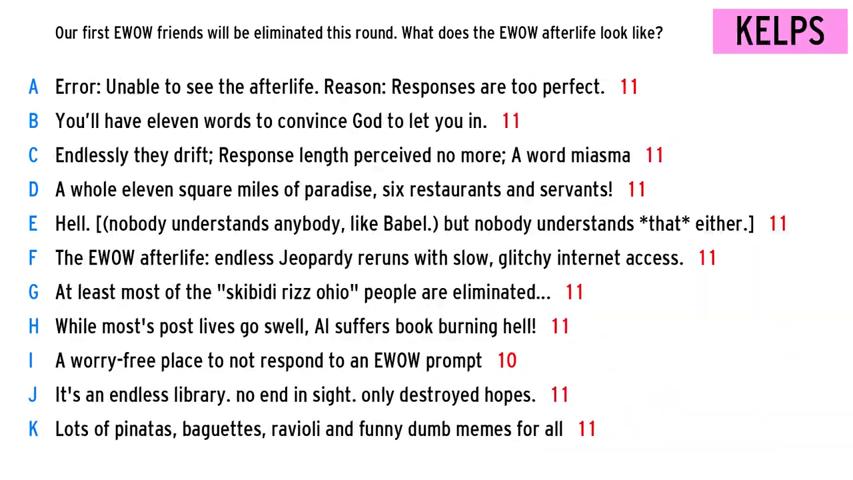 Our first EWOW friends will be eliminated this round. What does the EWOW afterlife look like?
KELPS
A Error: Unable to see the afterlife. Reason: Responses are too perfect. 11
B You'll have eleven words to convince God to let you in. 11
C Endlessly they drift; Response length perceived no more; A word miasma 11
D A whole eleven square miles of paradise, six restaurants and servants! 11
E Hell. [(nobody understands anybody, like Babel.) but nobody understands *that* either.] 11
F The EWOW afterlife: endless Jeopardy reruns with slow, glitchy internet access. 11
G At least most of the "skibidi rizz ohio" people are eliminated... 11
H While most's post lives go swell, AI suffers book burning hell! 11
I A worry-free place to not respond to an EWOW prompt 10
J It's an endless library. no end in sight. only destroyed hopes. 11
K Lots of pinatas, baguettes, ravioli and funny dumb memes for all 11